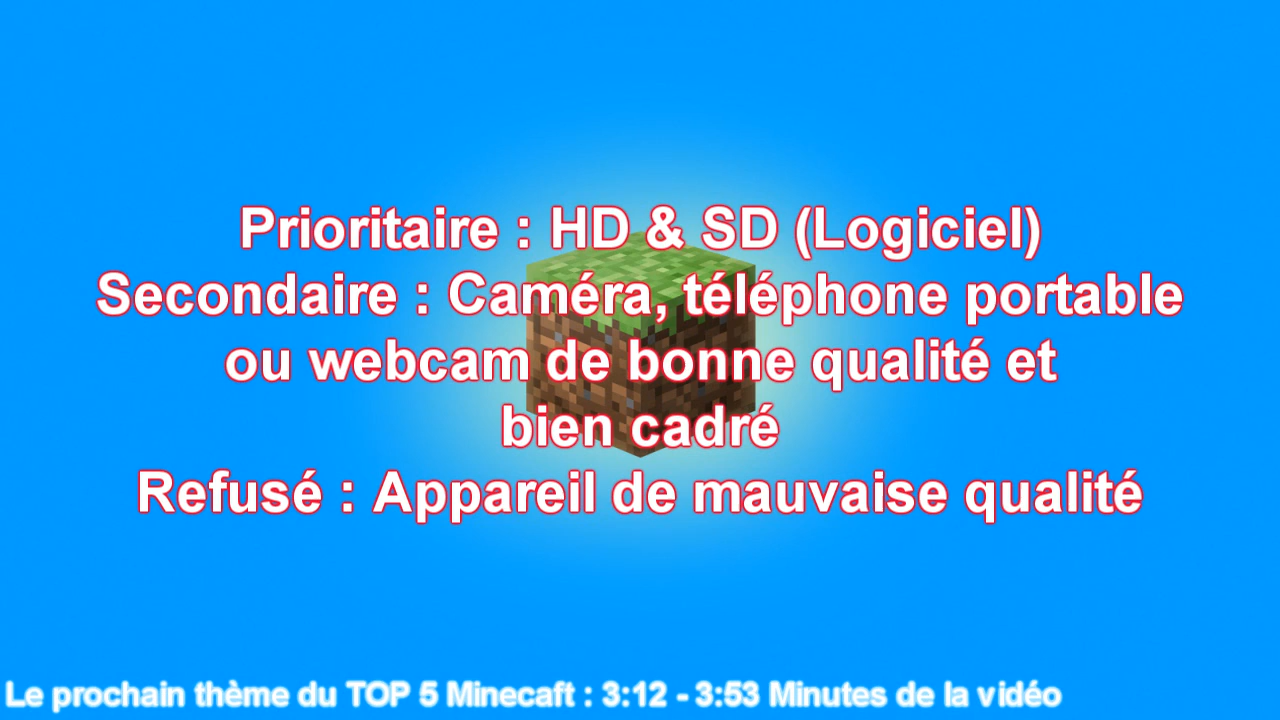 Prioritaire : HD & SD (Logiciel)
Secondaire : Caméra, téléphone portable
ou webcam de bonne qualité et
bien cadré
Refusé : Appareil de mauvaise qualité
Le prochain thème du TOP 5 Minecaft : 3:12 - 3:53 Minutes de la vidéo